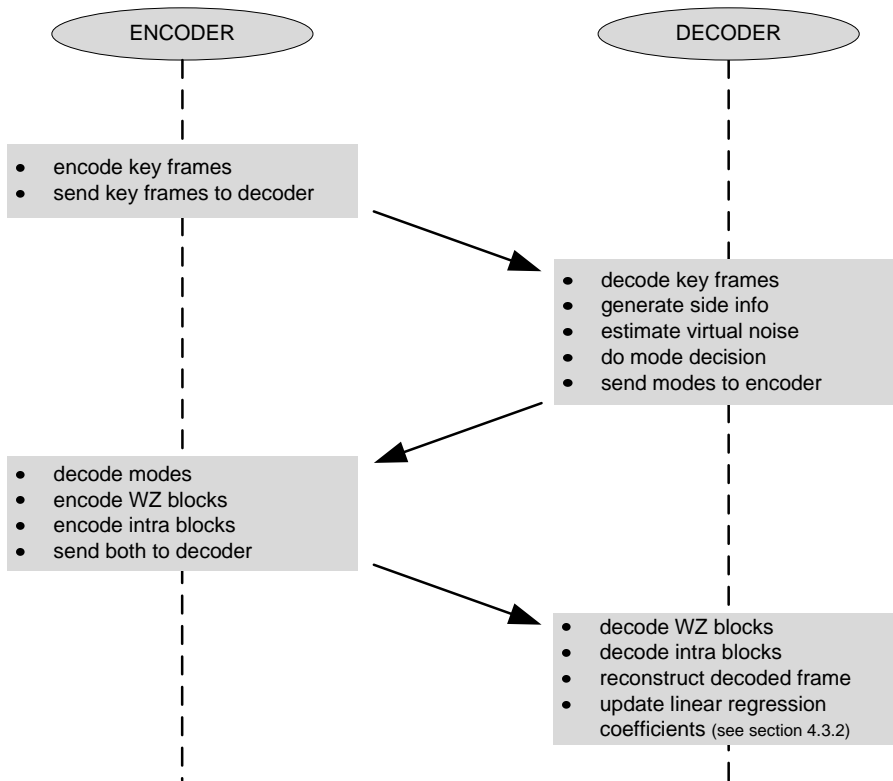 ENCODER
DECODER
• encode key frames
• send key frames to decoder
• decode key frames
• generate side info
• estimate virtual noise
• do mode decision
• send modes to encoder
• decode modes
• encode WZ blocks
• encode intra blocks
• send both to decoder
• decode WZ blocks
• decode intra blocks
• reconstruct decoded frame
• update linear regression
coefficients (see section 4.3.2)